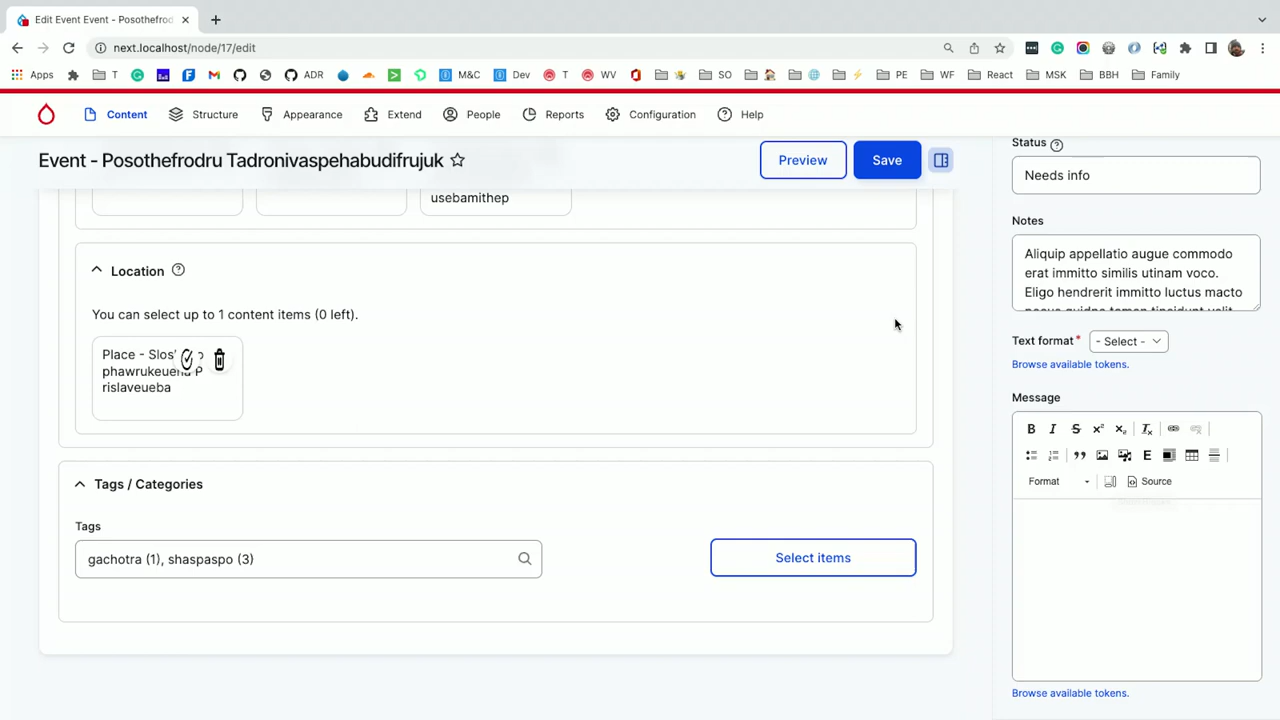 Edit Event Event - Posothefrod
next.localhost/node/17/edit
Apps T ADR M&C Dev T WV SO PE WF React MSK BBH Family
Content Structure Appearance Extend People Reports Configuration Help
Event - Posothefrodru Tadronivaspehabudifrujuk
Preview
Save
usebamithep
Location
You can select up to 1 content items (0 left).
Place - Slos
phawrukeuena P
rislaveueba
Tags / Categories
Tags
gachotra (1), shaspaspo (3)
Select items
Status
Needs info
Notes
Aliquip appellatio augue commodo
erat immitto similis utinam voco.
Eligo hendrerit immitto luctus macto
Text format*
- Select -
Browse available tokens.
Message
Format
Source
Browse available tokens.